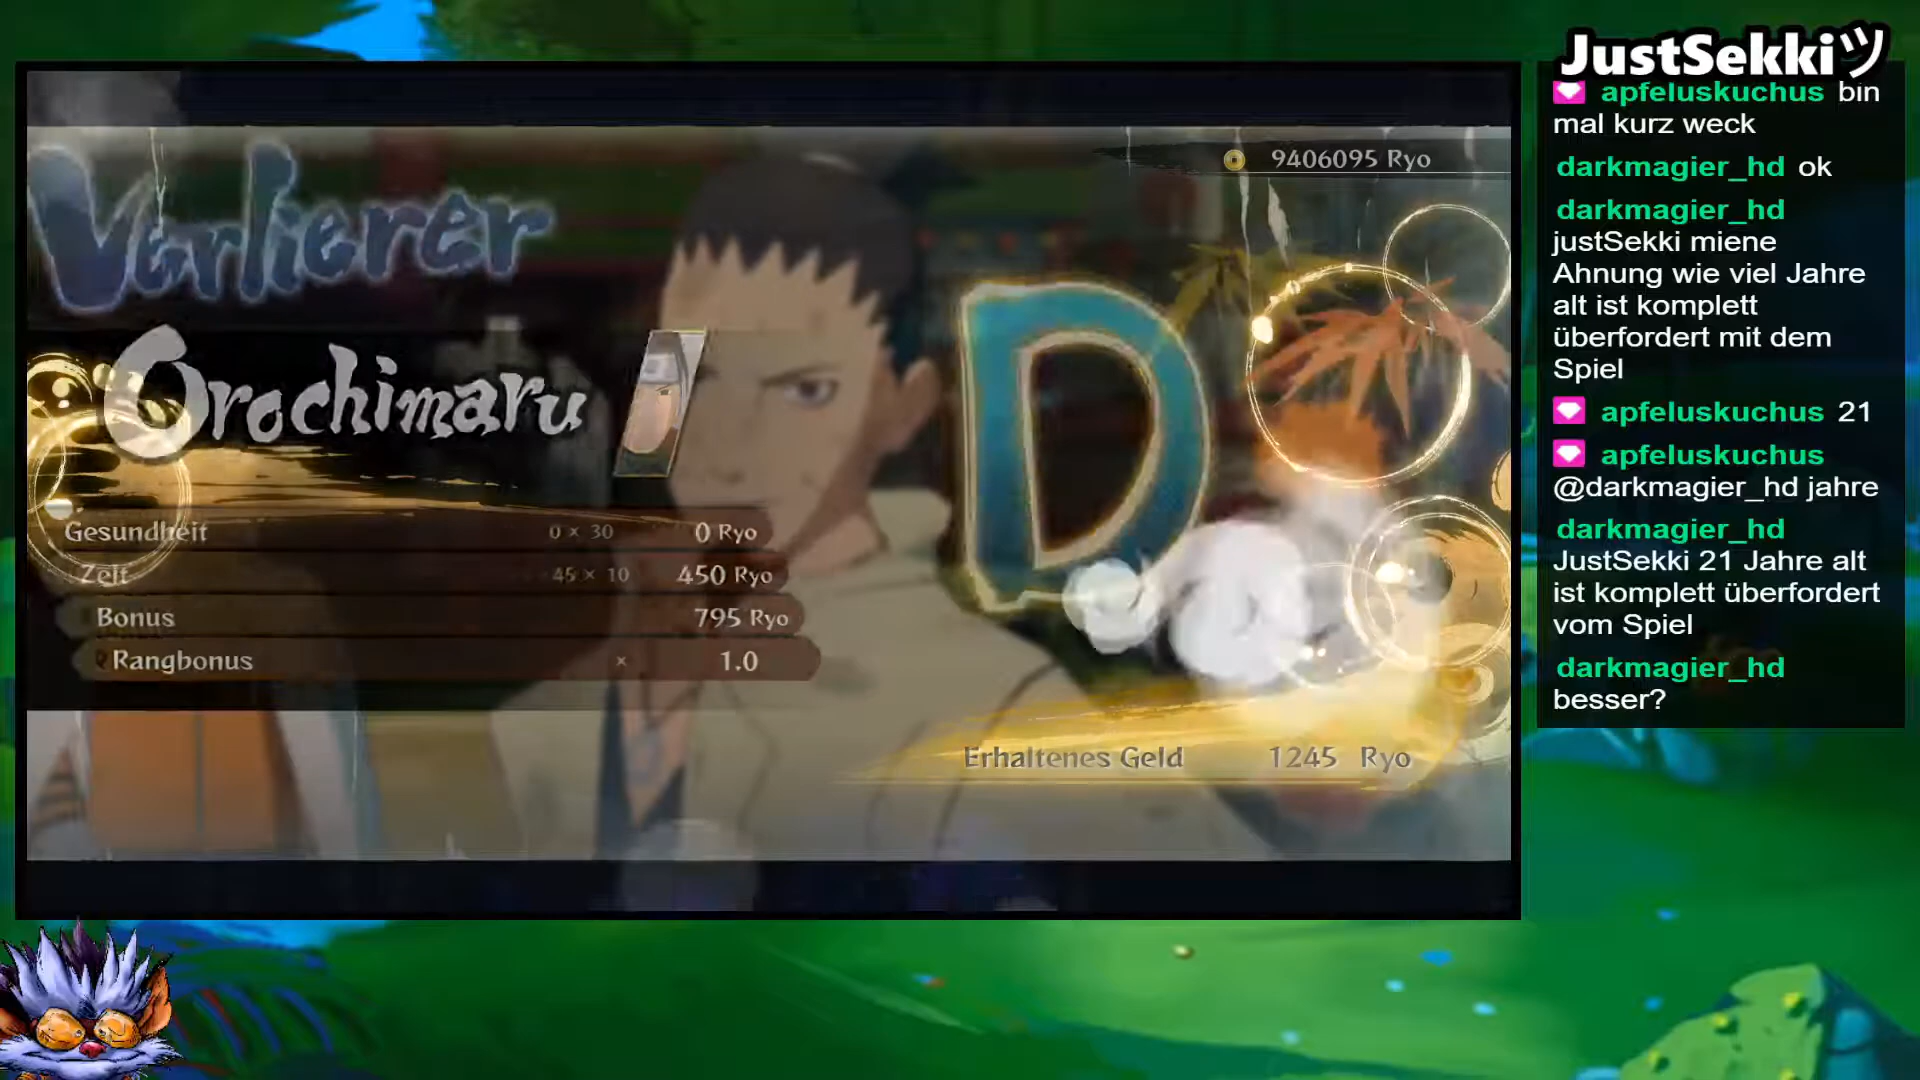 JustSekkiツ
Verlierer
9406095 Ryo
Orochimaru
D
Gesundheit 0 × 30 0 Ryo
Zeit 45 × 10 450 Ryo
Bonus 795 Ryo
Rangbonus × 1.0
Erhaltenes Geld 1245 Ryo
apfeluskuchus bin
mal kurz weck
darkmagier_hd ok
darkmagier_hd
justSekki miene
Ahnung wie viel Jahre
alt ist komplett
überfordert mit dem
Spiel
apfeluskuchus 21
apfeluskuchus
@darkmagier_hd jahre
darkmagier_hd
JustSekki 21 Jahre alt
ist komplett überfordert
vom Spiel
darkmagier_hd
besser?